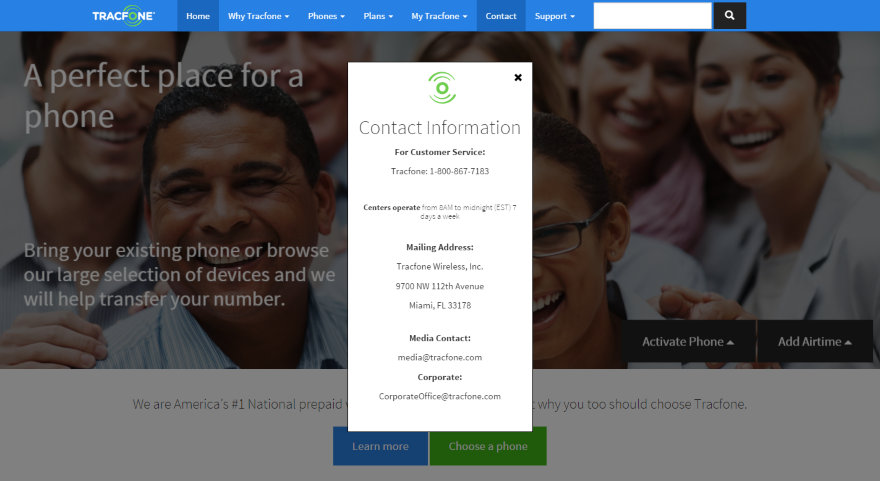 TRACFONE
Home Why Tracfone Phones Plans My Tracfone Contact Support
A perfect place for a
phone
Bring your existing phone or browse
our large selection of devices and we
will help transfer your number.
Contact Information
For Customer Service:
Tracfone: 1-800-867-7183
Centers operate from 8AM to midnight (EST) 7
days a week
Mailing Address:
Tracfone Wireless, Inc.
9700 NW 112th Avenue
Miami, FL 33178
Media Contact:
media@tracfone.com
Corporate:
CorporateOffice@tracfone.com
Activate Phone Add Airtime
We are America's #1 National prepaid why you too should choose Tracfone.
Learn more Choose a phone